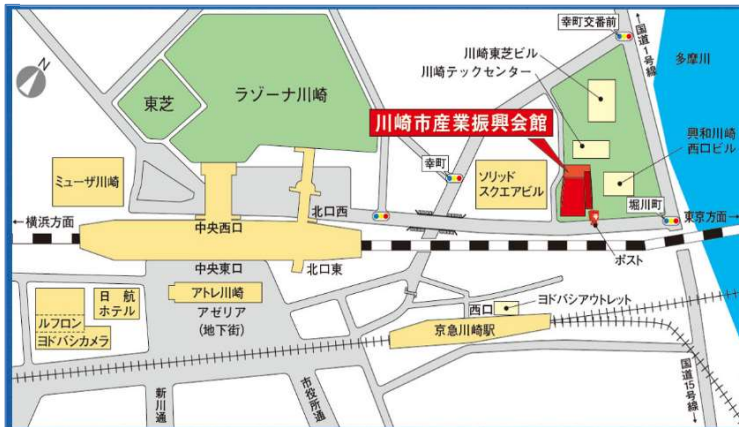 幸町交番前
←国道1号線
多摩川
N
川崎東芝ビル
川崎テックセンター
東芝
ラゾーナ川崎
川崎市産業振興会館
興和川崎
西口ビル
ミューザ川崎
幸町
ソリッド
スクエアビル
堀川町
北口西
←横浜方面
中央西口
東京方面→
ポスト
中央東口
北口東
日航
ホテル
アトレ川崎
アゼリア
(地下街)
西口
ヨドバシアウトレット
ルフロン
ヨドバシカメラ
京急川崎駅
新川通
市役所通
国道15号線→